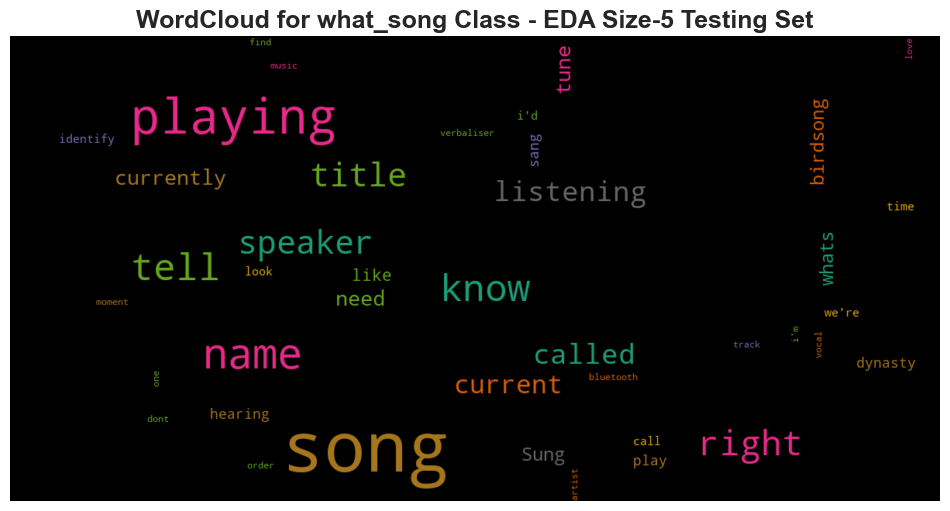 WordCloud for what_song Class - EDA Size-5 Testing Set
find
love
music
tune
playing
birdsong
i'd
verbaliser
identify
sang
currently
title
listening
time
speaker
whats
tell
look
like
know
need
moment
we're
i'm
vocal
track
name
called
dynasty
one
current
bluetooth
hearing
dont
song
call
right
Sung
play
order
artist